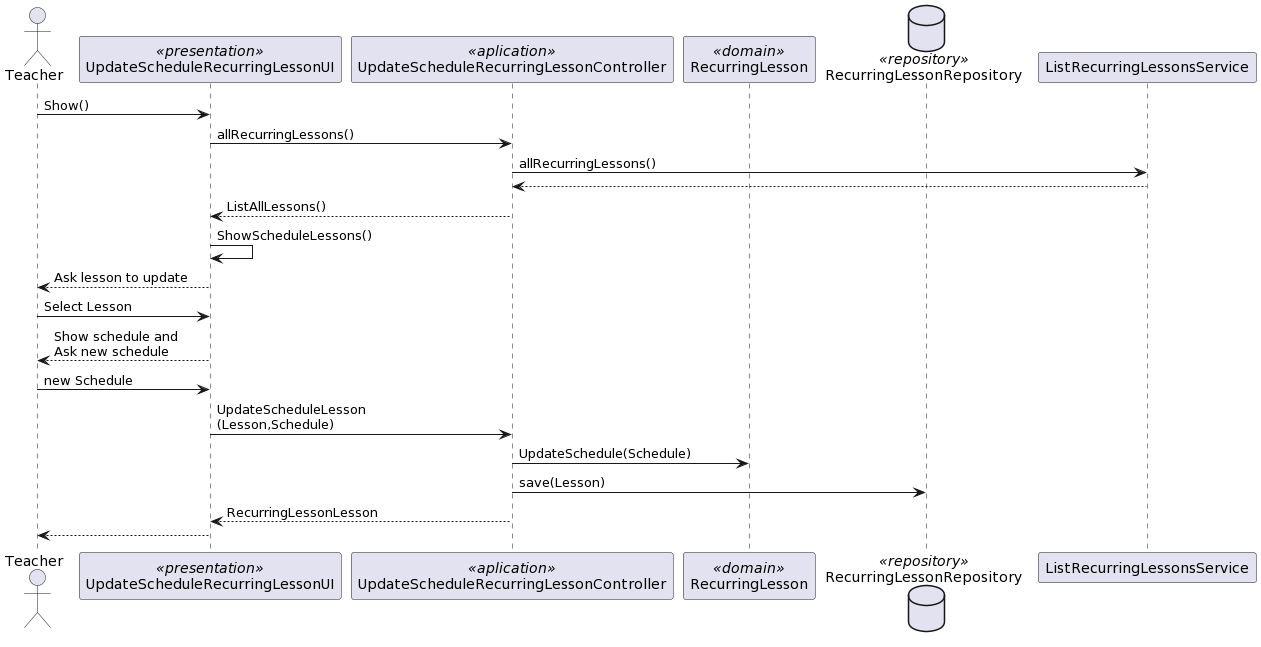 Teacher
«presentation»
UpdateScheduleRecurringLessonUI
«aplication»
UpdateScheduleRecurringLessonController
«domain»
RecurringLesson
«repository»
RecurringLessonRepository
ListRecurringLessonsService
Show()
allRecurringLessons()
allRecurringLessons()
ListAllLessons()
ShowScheduleLessons()
Ask lesson to update
Select Lesson
Show schedule and
Ask new schedule
new Schedule
UpdateScheduleLesson
(Lesson,Schedule)
UpdateSchedule(Schedule)
save(Lesson)
RecurringLessonLesson
Teacher
«presentation»
UpdateScheduleRecurringLessonUI
«aplication»
UpdateScheduleRecurringLessonController
«domain»
RecurringLesson
«repository»
RecurringLessonRepository
ListRecurringLessonsService